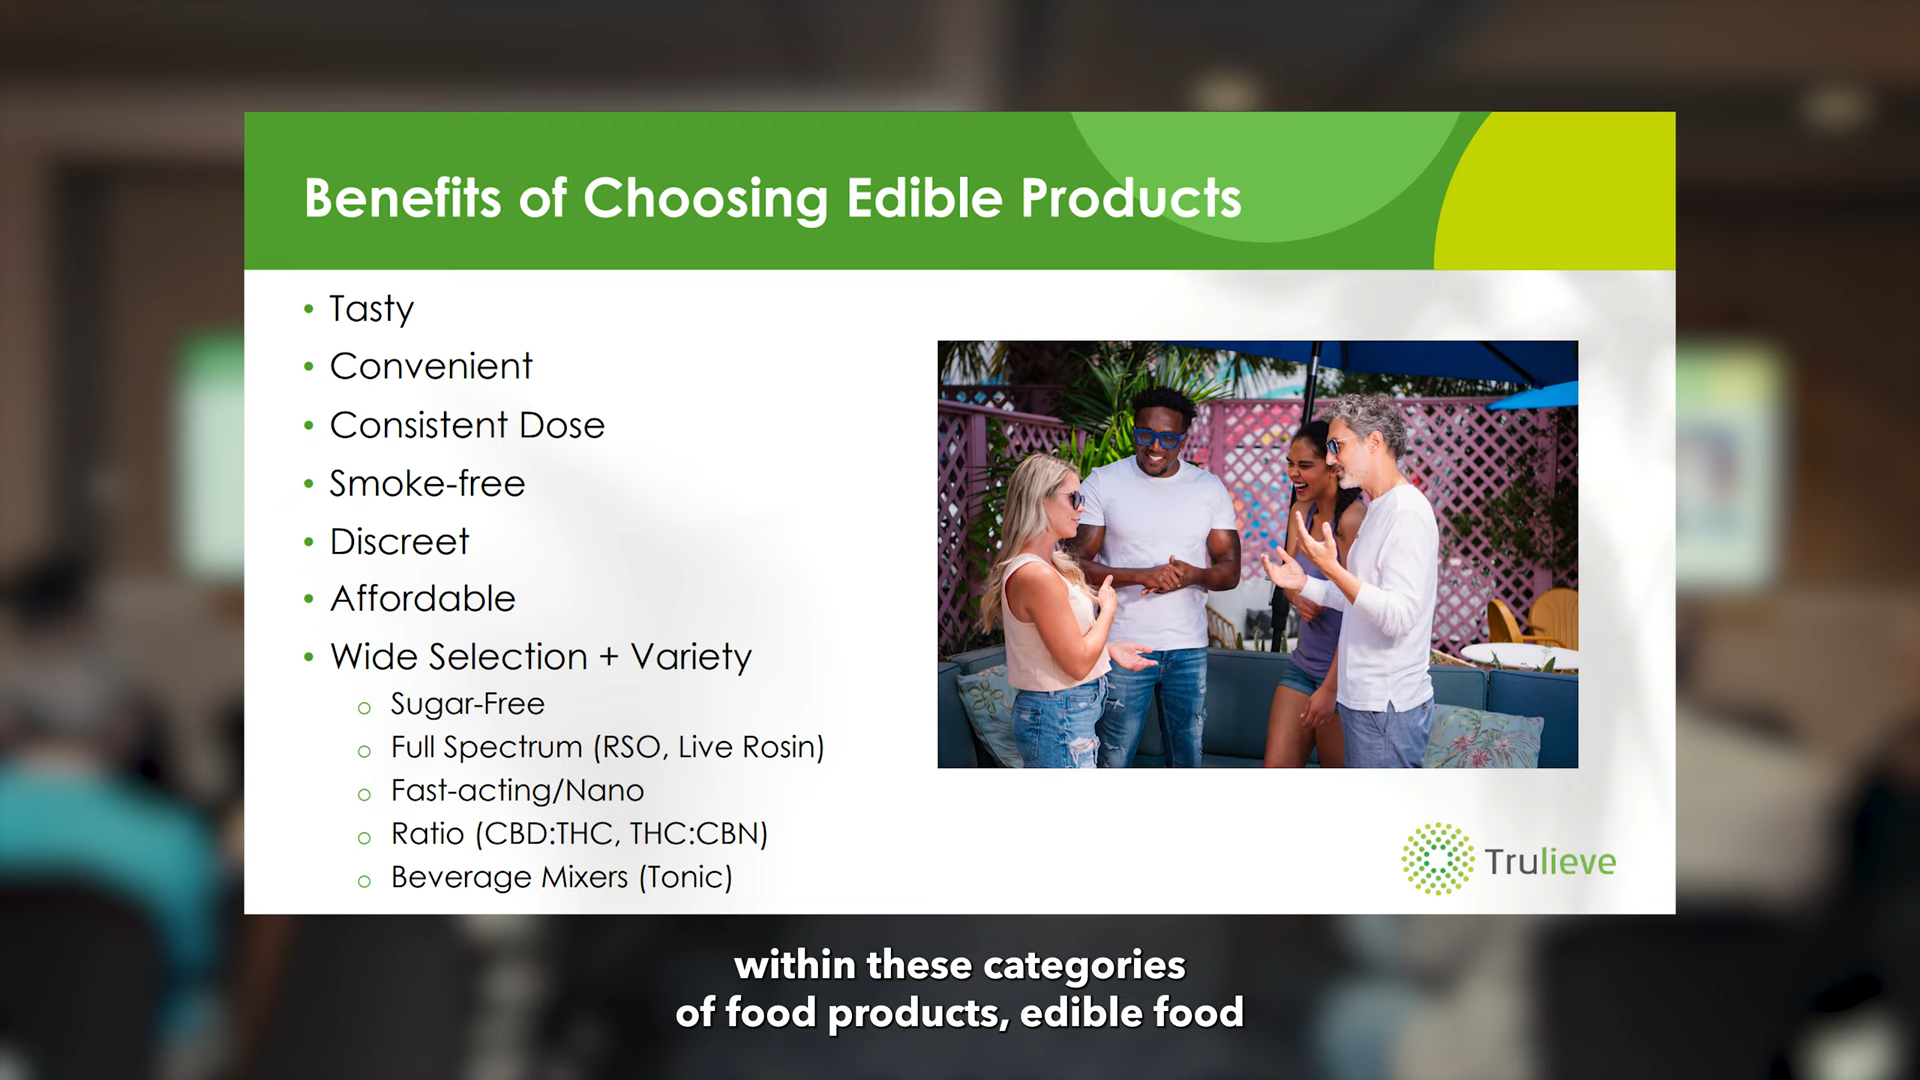 Benefits of Choosing Edible Products
• Tasty
• Convenient
• Consistent Dose
• Smoke-free
• Discreet
• Affordable
• Wide Selection + Variety
o Sugar-Free
o Full Spectrum (RSO, Live Rosin)
o Fast-acting/Nano
o Ratio (CBD:THC, THC:CBN)
o Beverage Mixers (Tonic)
Trulieve
within these categories
of food products, edible food